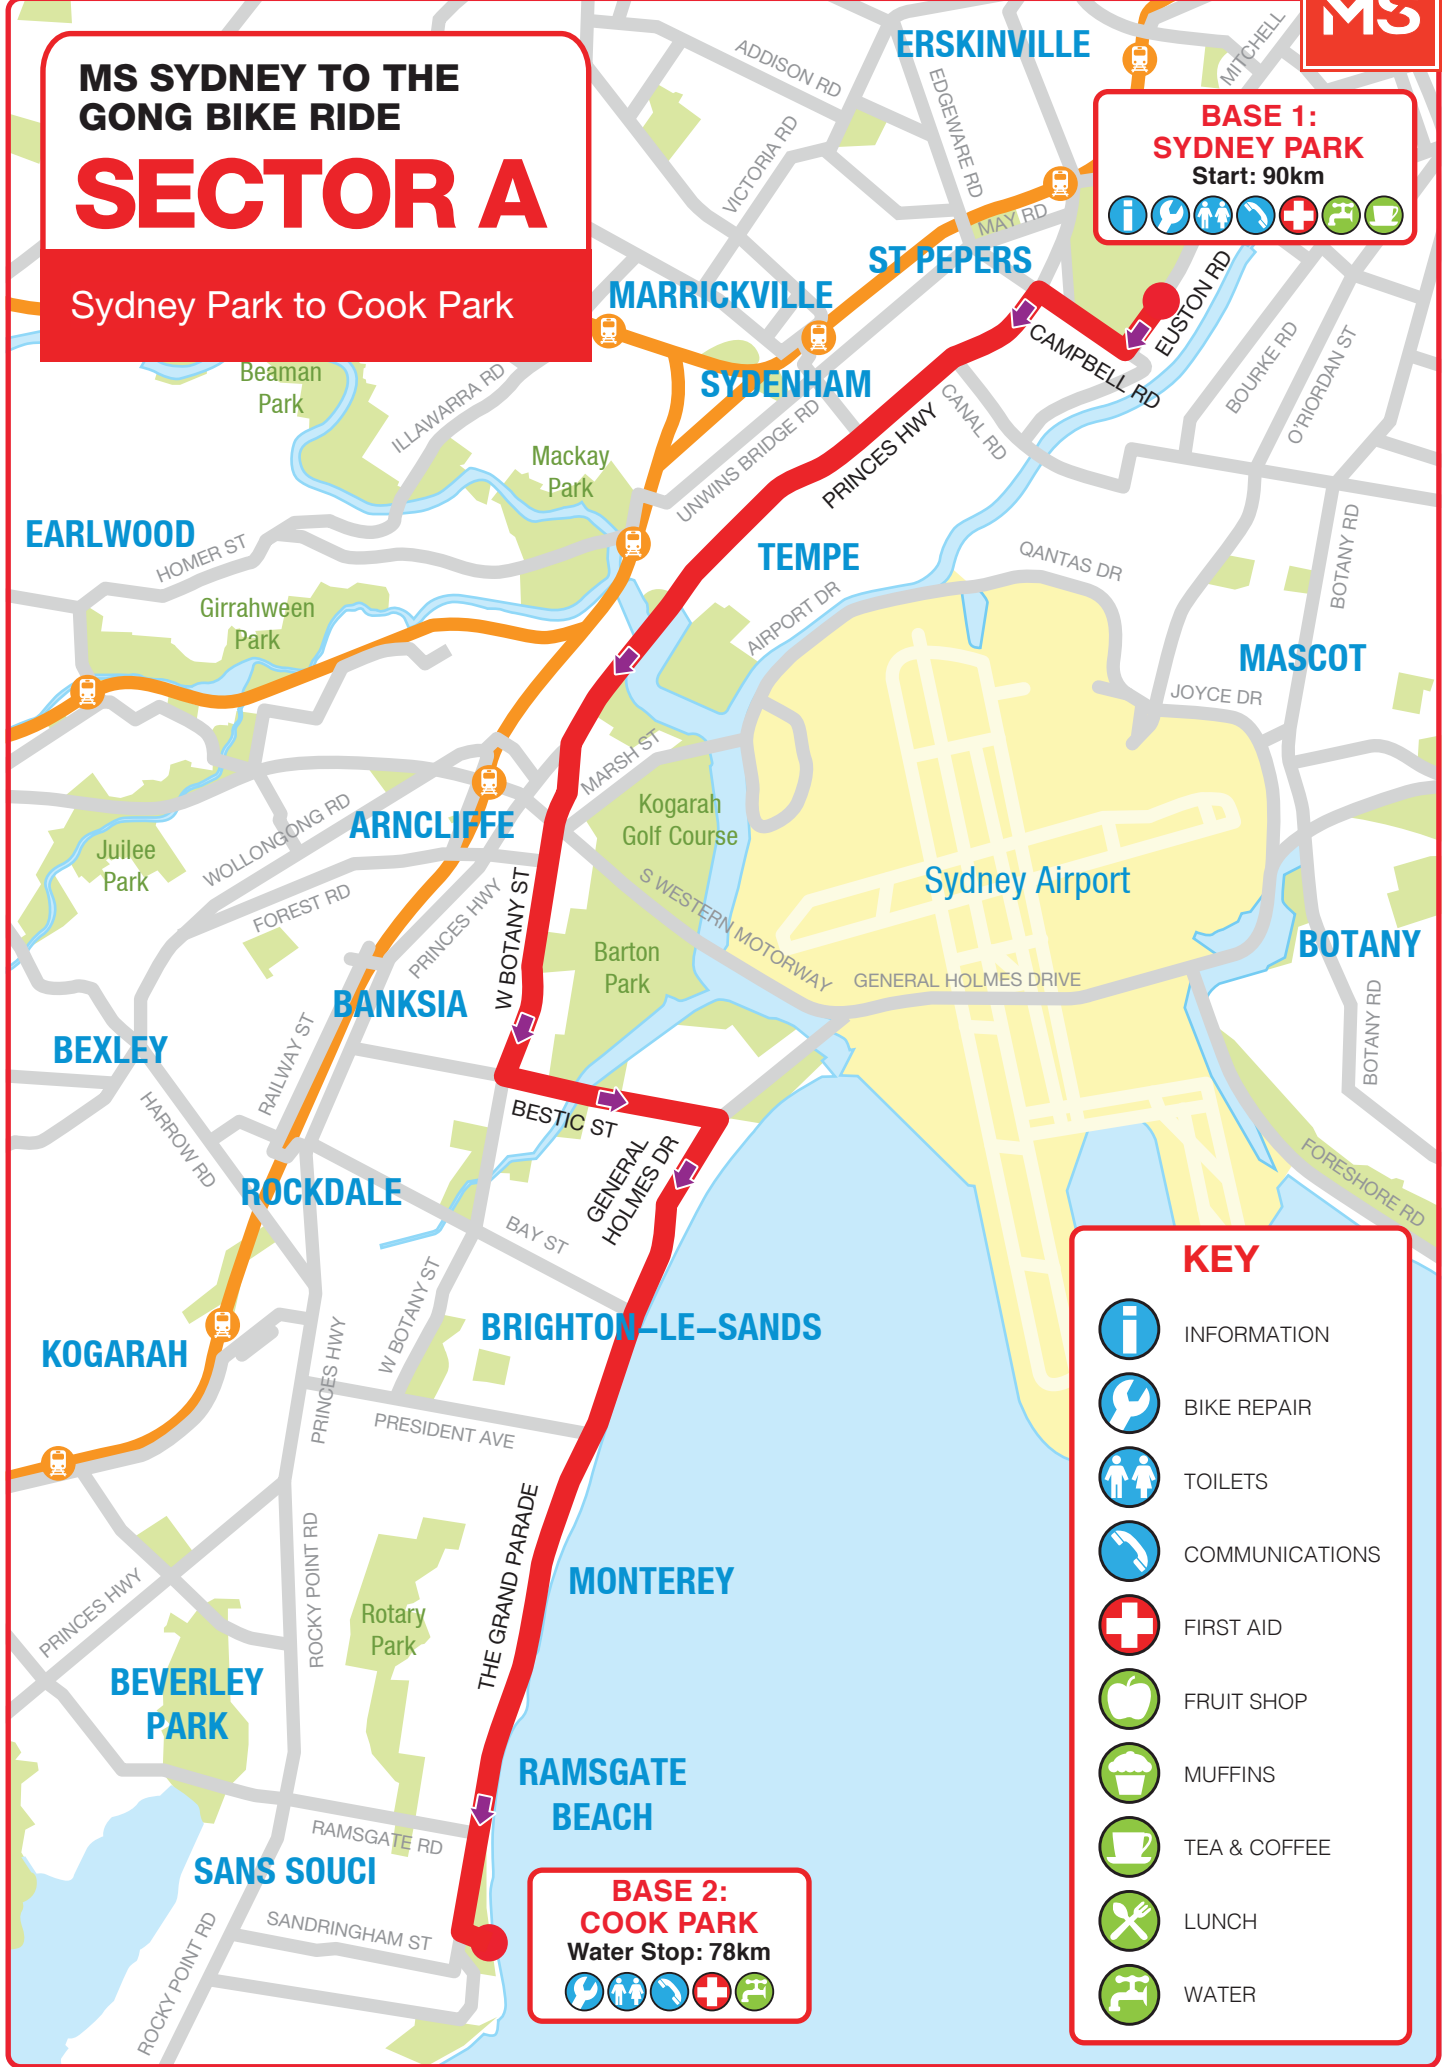 MS
MS SYDNEY TO THE
GONG BIKE RIDE
SECTOR A
Sydney Park to Cook Park
BASE 1:
SYDNEY PARK
Start: 90km
ERSKINVILLE
MITCHELL
ADDISON RD
EDGEWARE RD
VICTORIA RD
MAY RD
ST PEPERS
MARRICKVILLE
EUSTON RD
CAMPBELL RD
BOURKE RD
O'RIORDAN ST
SYDENHAM
Beaman
Park
ILLAWARRA RD
UNWINS BRIDGE RD
PRINCES HWY
CANAL RD
Mackay
Park
EARLWOOD
HOMER ST
TEMPE
QANTAS DR
BOTANY RD
AIRPORT DR
Girrahween
Park
MASCOT
JOYCE DR
MARSH ST
Kogarah
Golf Course
ARNCLIFFE
WOLLONGONG RD
Juilee
Park
FOREST RD
PRINCES HWY
W BOTANY ST
S WESTERN MOTORWAY
Sydney Airport
BOTANY
Barton
Park
GENERAL HOLMES DRIVE
BANKSIA
BOTANY RD
BEXLEY
RAILWAY ST
HARROW RD
BESTIC ST
GENERAL
HOLMES DR
FORESHORE RD
ROCKDALE
BAY ST
W BOTANY ST
BRIGHTON–LE–SANDS
KOGARAH
PRINCES HWY
PRESIDENT AVE
THE GRAND PARADE
ROCKY POINT RD
MONTEREY
PRINCES HWY
Rotary
Park
BEVERLEY
PARK
RAMSGATE
BEACH
RAMSGATE RD
SANS SOUCI
SANDRINGHAM ST
ROCKY POINT RD
BASE 2:
COOK PARK
Water Stop: 78km
KEY
INFORMATION
BIKE REPAIR
TOILETS
COMMUNICATIONS
FIRST AID
FRUIT SHOP
MUFFINS
TEA & COFFEE
LUNCH
WATER